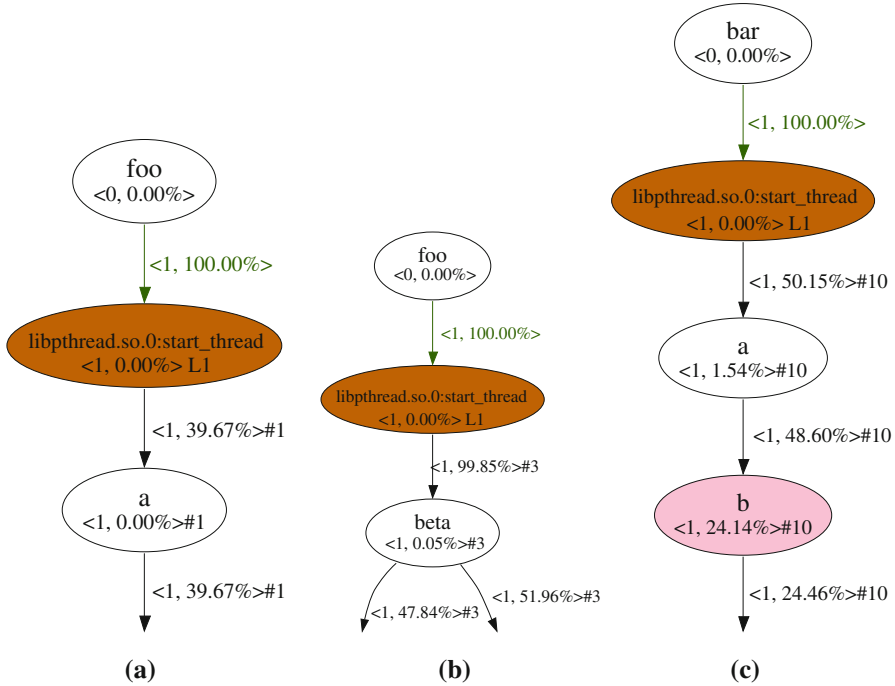 foo
<0, 0.00%>
<1, 100.00%>
libpthread.so.0:start_thread
<1, 0.00%> L1
<1, 39.67%>#1
a
<1, 0.00%>#1
<1, 39.67%>#1
(a)
foo
<0, 0.00%>
<1, 100.00%>
libpthread.so.0:start_thread
<1, 0.00%> L1
<1, 99.85%>#3
beta
<1, 0.05%>#3
<1, 47.84%>#3
<1, 51.96%>#3
(b)
bar
<0, 0.00%>
<1, 100.00%>
libpthread.so.0:start_thread
<1, 0.00%> L1
<1, 50.15%>#10
a
<1, 1.54%>#10
<1, 48.60%>#10
b
<1, 24.14%>#10
<1, 24.46%>#10
(c)